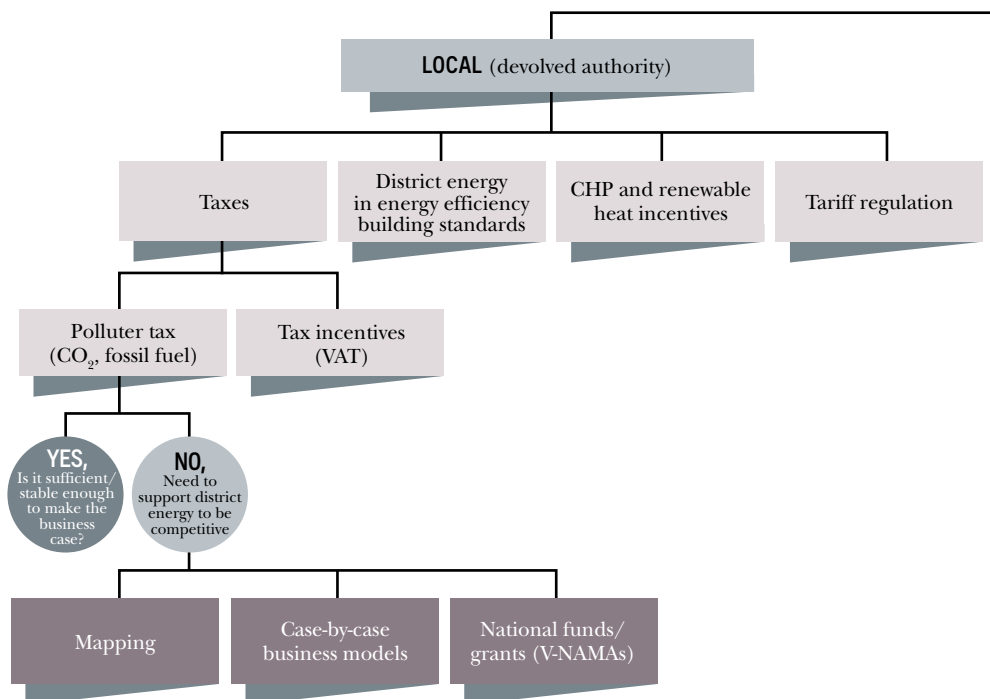 LOCAL (devolved authority)
Taxes
District energy
in energy efficiency
building standards
CHP and renewable
heat incentives
Tariff regulation
Polluter tax
(CO₂, fossil fuel)
Tax incentives
(VAT)
YES,
Is it sufficient/
stable enough
to make the
business
case?
NO,
Need to
support district
energy to be
competitive
Mapping
Case-by-case
business models
National funds/
grants (V-NAMAs)